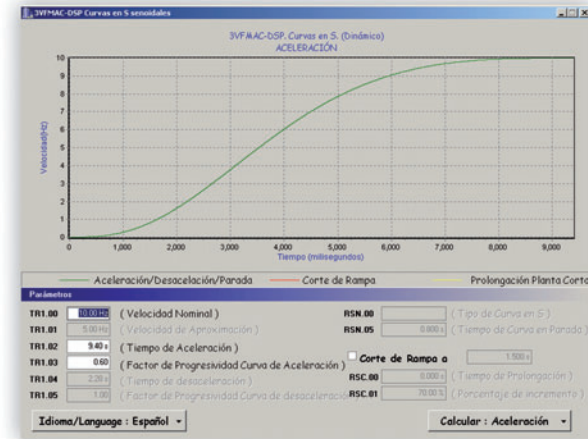 3VFMAC-DSP Curvas en S senoidales
3VFMAC-DSP. Curvas en S. (Dinámico)
ACELERACIÓN
Velocidad(Hz)
10
9
8
7
6
5
4
3
2
1
0
0 1,000 2,000 3,000 4,000 5,000 6,000 7,000 8,000 9,000
Tiempo (milisegundos)
Aceleración/Desacelación/Parada Corte de Rampa Prolongación Planta Corta
Parámetros
TR1.00 10.00 Hz ( Velocidad Nominal )
TR1.01 5.00 Hz ( Velocidad de Aproximación )
TR1.02 9.40 s ( Tiempo de Aceleración )
TR1.03 0.60 ( Factor de Progresividad Curva de Aceleración )
TR1.04 2.20 s ( Tiempo de desaceleración )
TR1.05 1.00 ( Factor de Progresividad Curva de desaceleración )
RSN.00 ( Tipo de Curva en S )
RSN.05 0.800 s ( Tiempo de Curva en Parada )
Corte de Rampa a 1.500 s
RSC.00 0.000 s ( Tiempo de Prolongación )
RSC.01 70.00 % ( Porcentaje de incremento )
Idioma/Language : Español
Calcular : Aceleración